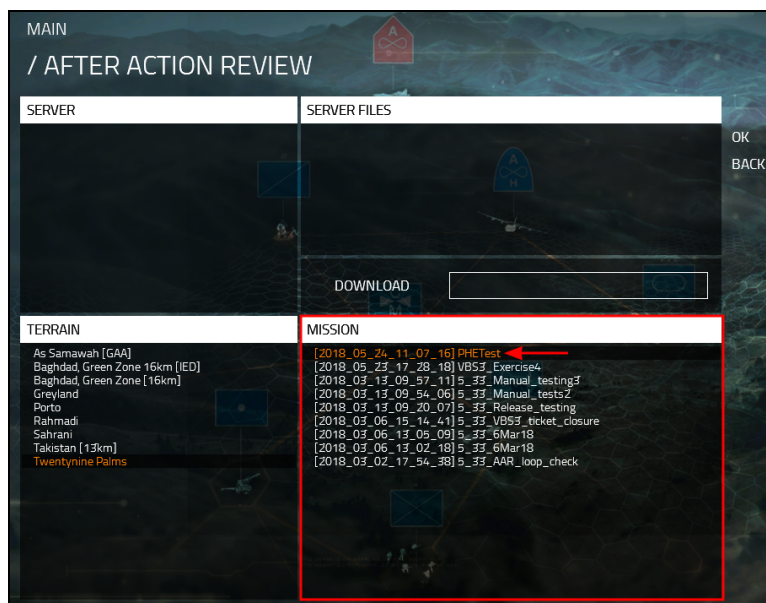 MAIN
/ AFTER ACTION REVIEW
SERVER
SERVER FILES
OK
BACK
DOWNLOAD
TERRAIN
As Samawah [GAA]
Baghdad, Green Zone 16km [IED]
Baghdad, Green Zone [16km]
Greyland
Porto
Rahmadi
Sahrani
Takistan [13km]
Twentynine Palms
MISSION
[2018_05_24_11_07_16] PHETest
[2018_05_23_17_28_18] VBS3_Exercise4
[2018_03_13_09_57_11] 5_33_Manual_testing3
[2018_03_13_09_54_06] 5_33_Manual_tests2
[2018_03_13_09_20_07] 5_33_Release_testing
[2018_03_06_15_14_41] 5_33_VBS3_ticket_closure
[2018_03_06_13_05_09] 5_33_6Mar18
[2018_03_06_13_02_18] 5_33_6Mar18
[2018_03_02_17_54_38] 5_33_AAR_loop_check
A
A
H